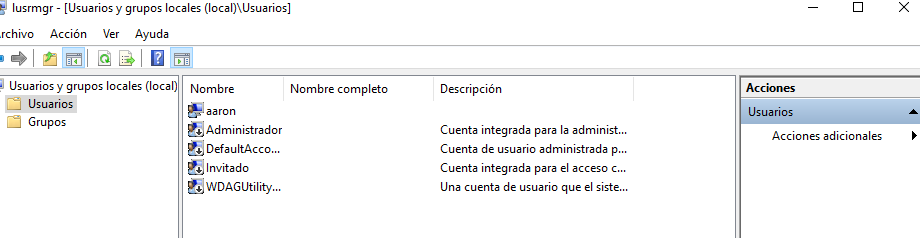 lusrmgr - [Usuarios y grupos locales (local)\Usuarios]
Archivo Acción Ver Ayuda
Usuarios y grupos locales (local)
Usuarios
Grupos
Nombre Nombre completo Descripción
aaron
Administrador Cuenta integrada para la administ...
DefaultAcco... Cuenta de usuario administrada p...
Invitado Cuenta integrada para el acceso c...
WDAGUtility... Una cuenta de usuario que el siste...
Acciones
Usuarios
Acciones adicionales